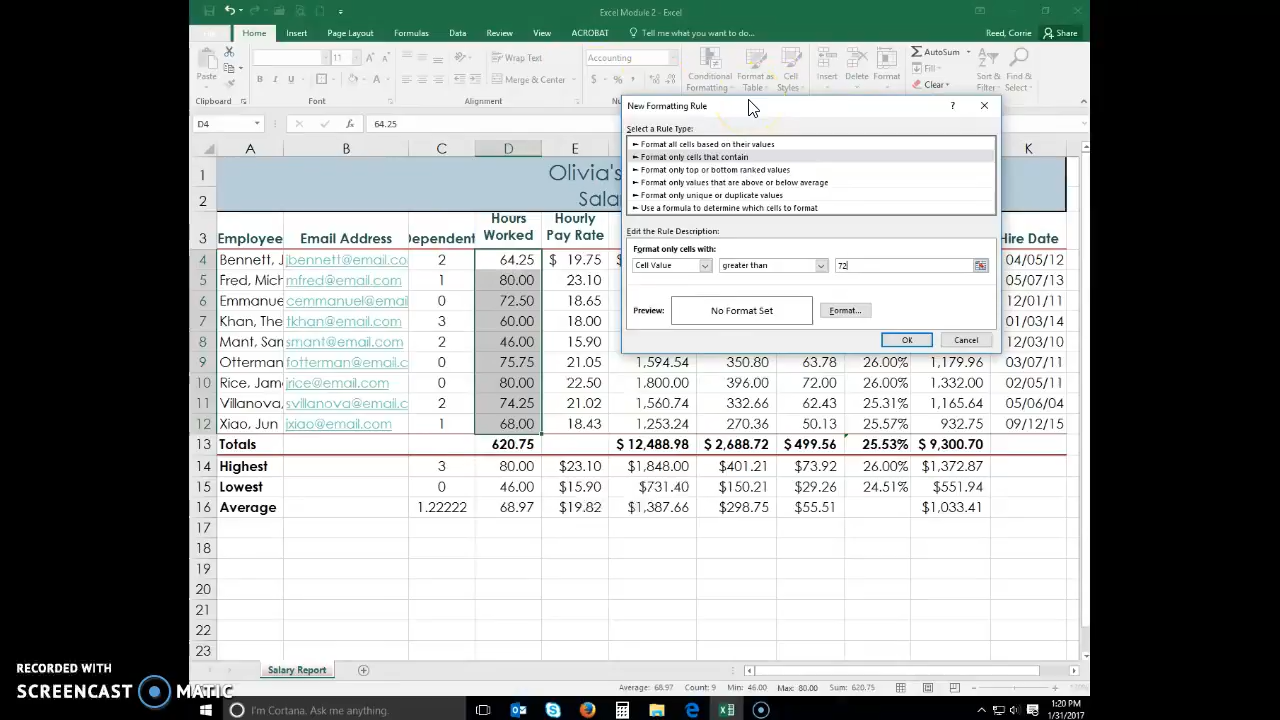 Excel Module 2 - Excel
Home Insert Page Layout Formulas Data Review View ACROBAT Tell me what you want to do... Reed, Corrie Share
11 Accounting AutoSum
Fill
Clear
Paste Merge & Center Conditional Formatting Format as Table Cell Styles Insert Delete Format Sort & Filter Find & Select
Clipboard Font Alignment Number Cells Editing
D4 64.25
New Formatting Rule
Select a Rule Type:
► Format all cells based on their values
► Format only cells that contain
► Format only top or bottom ranked values
► Format only values that are above or below average
► Format only unique or duplicate values
► Use a formula to determine which cells to format
Edit the Rule Description:
Format only cells with:
Cell Value greater than 72
Preview: No Format Set Format...
OK Cancel
A B C D E K
1 Olivia's
2 Sala
3 Employee Email Address Dependent Hours Worked Hourly Pay Rate Hire Date
4 Bennett, J jbennett@email.co 2 64.25 $ 19.75 $ 04/05/12
5 Fred, Mich mfred@email.com 1 80.00 23.10 05/07/13
6 Emmanue cemmanuel@email.c 0 72.50 18.65 12/01/11
7 Khan, The tkhan@email.com 3 60.00 18.00 01/03/14
8 Mant, Sam smant@email.com 2 46.00 15.90 12/03/10
9 Otterman fotterman@email.c 0 75.75 21.05 1,594.54 350.80 63.78 26.00% 1,179.96 03/07/11
10 Rice, Jame jrice@email.com 0 80.00 22.50 1,800.00 396.00 72.00 26.00% 1,332.00 02/05/11
11 Villanova, svillanova@email.c 2 74.25 21.02 1,560.74 332.66 62.43 25.31% 1,165.64 05/06/04
12 Xiao, Jun jxiao@email.com 1 68.00 18.43 1,253.24 270.36 50.13 25.57% 932.75 09/12/15
13 Totals 620.75 $ 12,488.98 $ 2,688.72 $ 499.56 25.53% $ 9,300.70
14 Highest 3 80.00 $23.10 $1,848.00 $401.21 $73.92 26.00% $1,372.87
15 Lowest 0 46.00 $15.90 $731.40 $150.21 $29.26 24.51% $551.94
16 Average 1.22222 68.97 $19.82 $1,387.66 $298.75 $55.51 $1,033.41
17
18
19
20
21
22
23
Salary Report
Average: 68.97 Count: 9 Min: 46.00 Max: 80.00 Sum: 620.75
RECORDED WITH
SCREENCAST MATIC
I'm Cortana. Ask me anything.
1:20 PM
1/31/2017